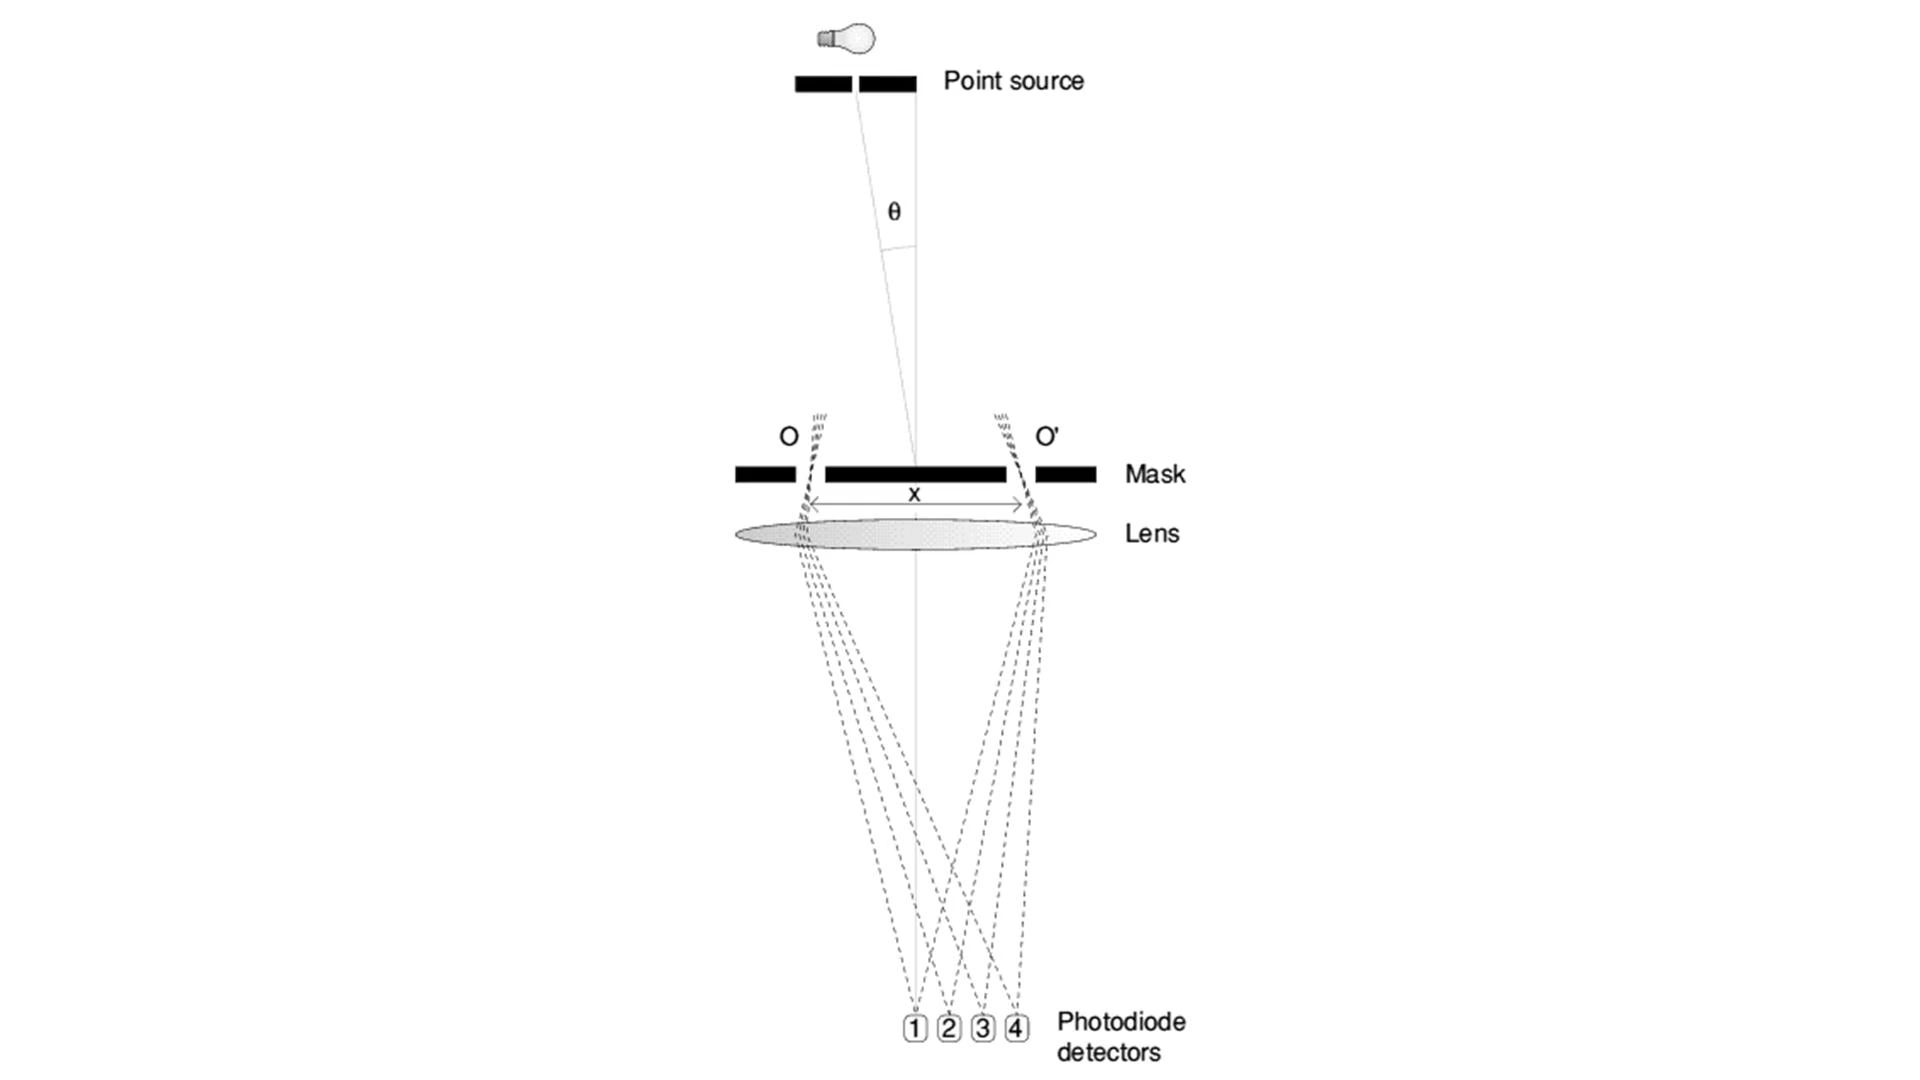 Point source
θ
O
O'
Mask
x
Lens
1 2 3 4
Photodiode
detectors